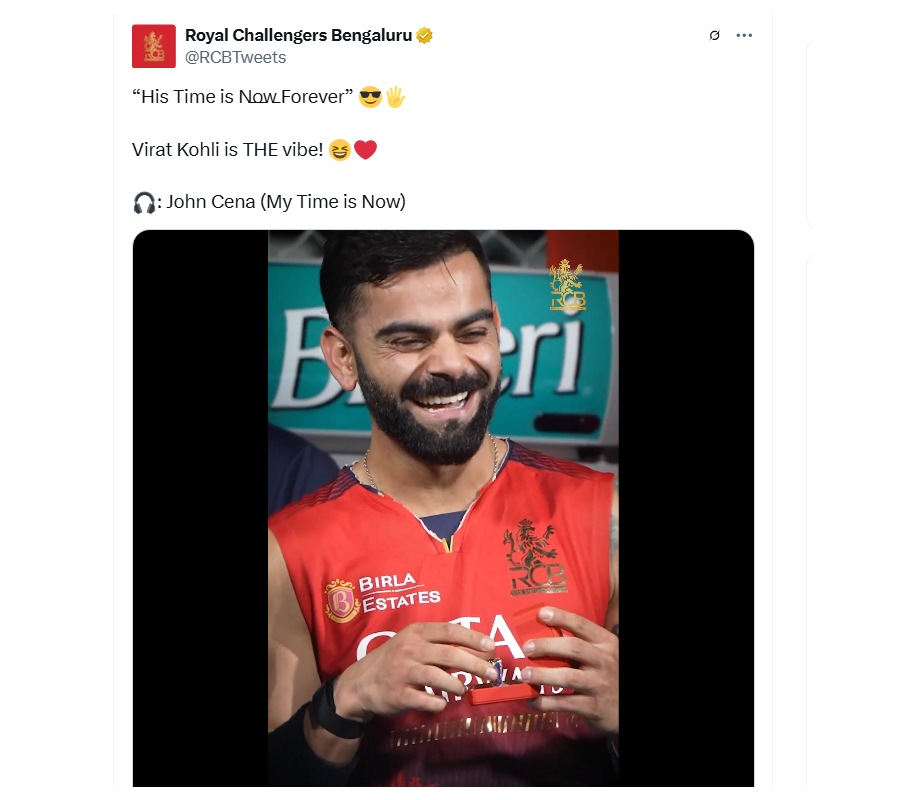 Royal Challengers Bengaluru
@RCBTweets
“His Time is Now Forever” 😎🖐
Virat Kohli is THE vibe! 😆❤️
🎧: John Cena (My Time is Now)
RCB
RCB
BIRLA
ESTATES